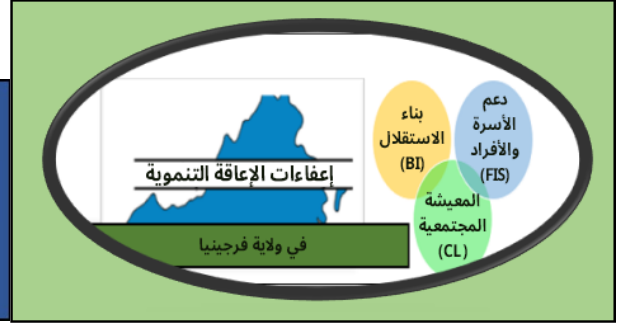 إعفاءات الإعاقة التنموية
في ولاية فرجينيا
بناء
الاستقلال
(BI)
دعم
الأسرة
والأفراد
(FIS)
المعيشة
المجتمعية
(CL)